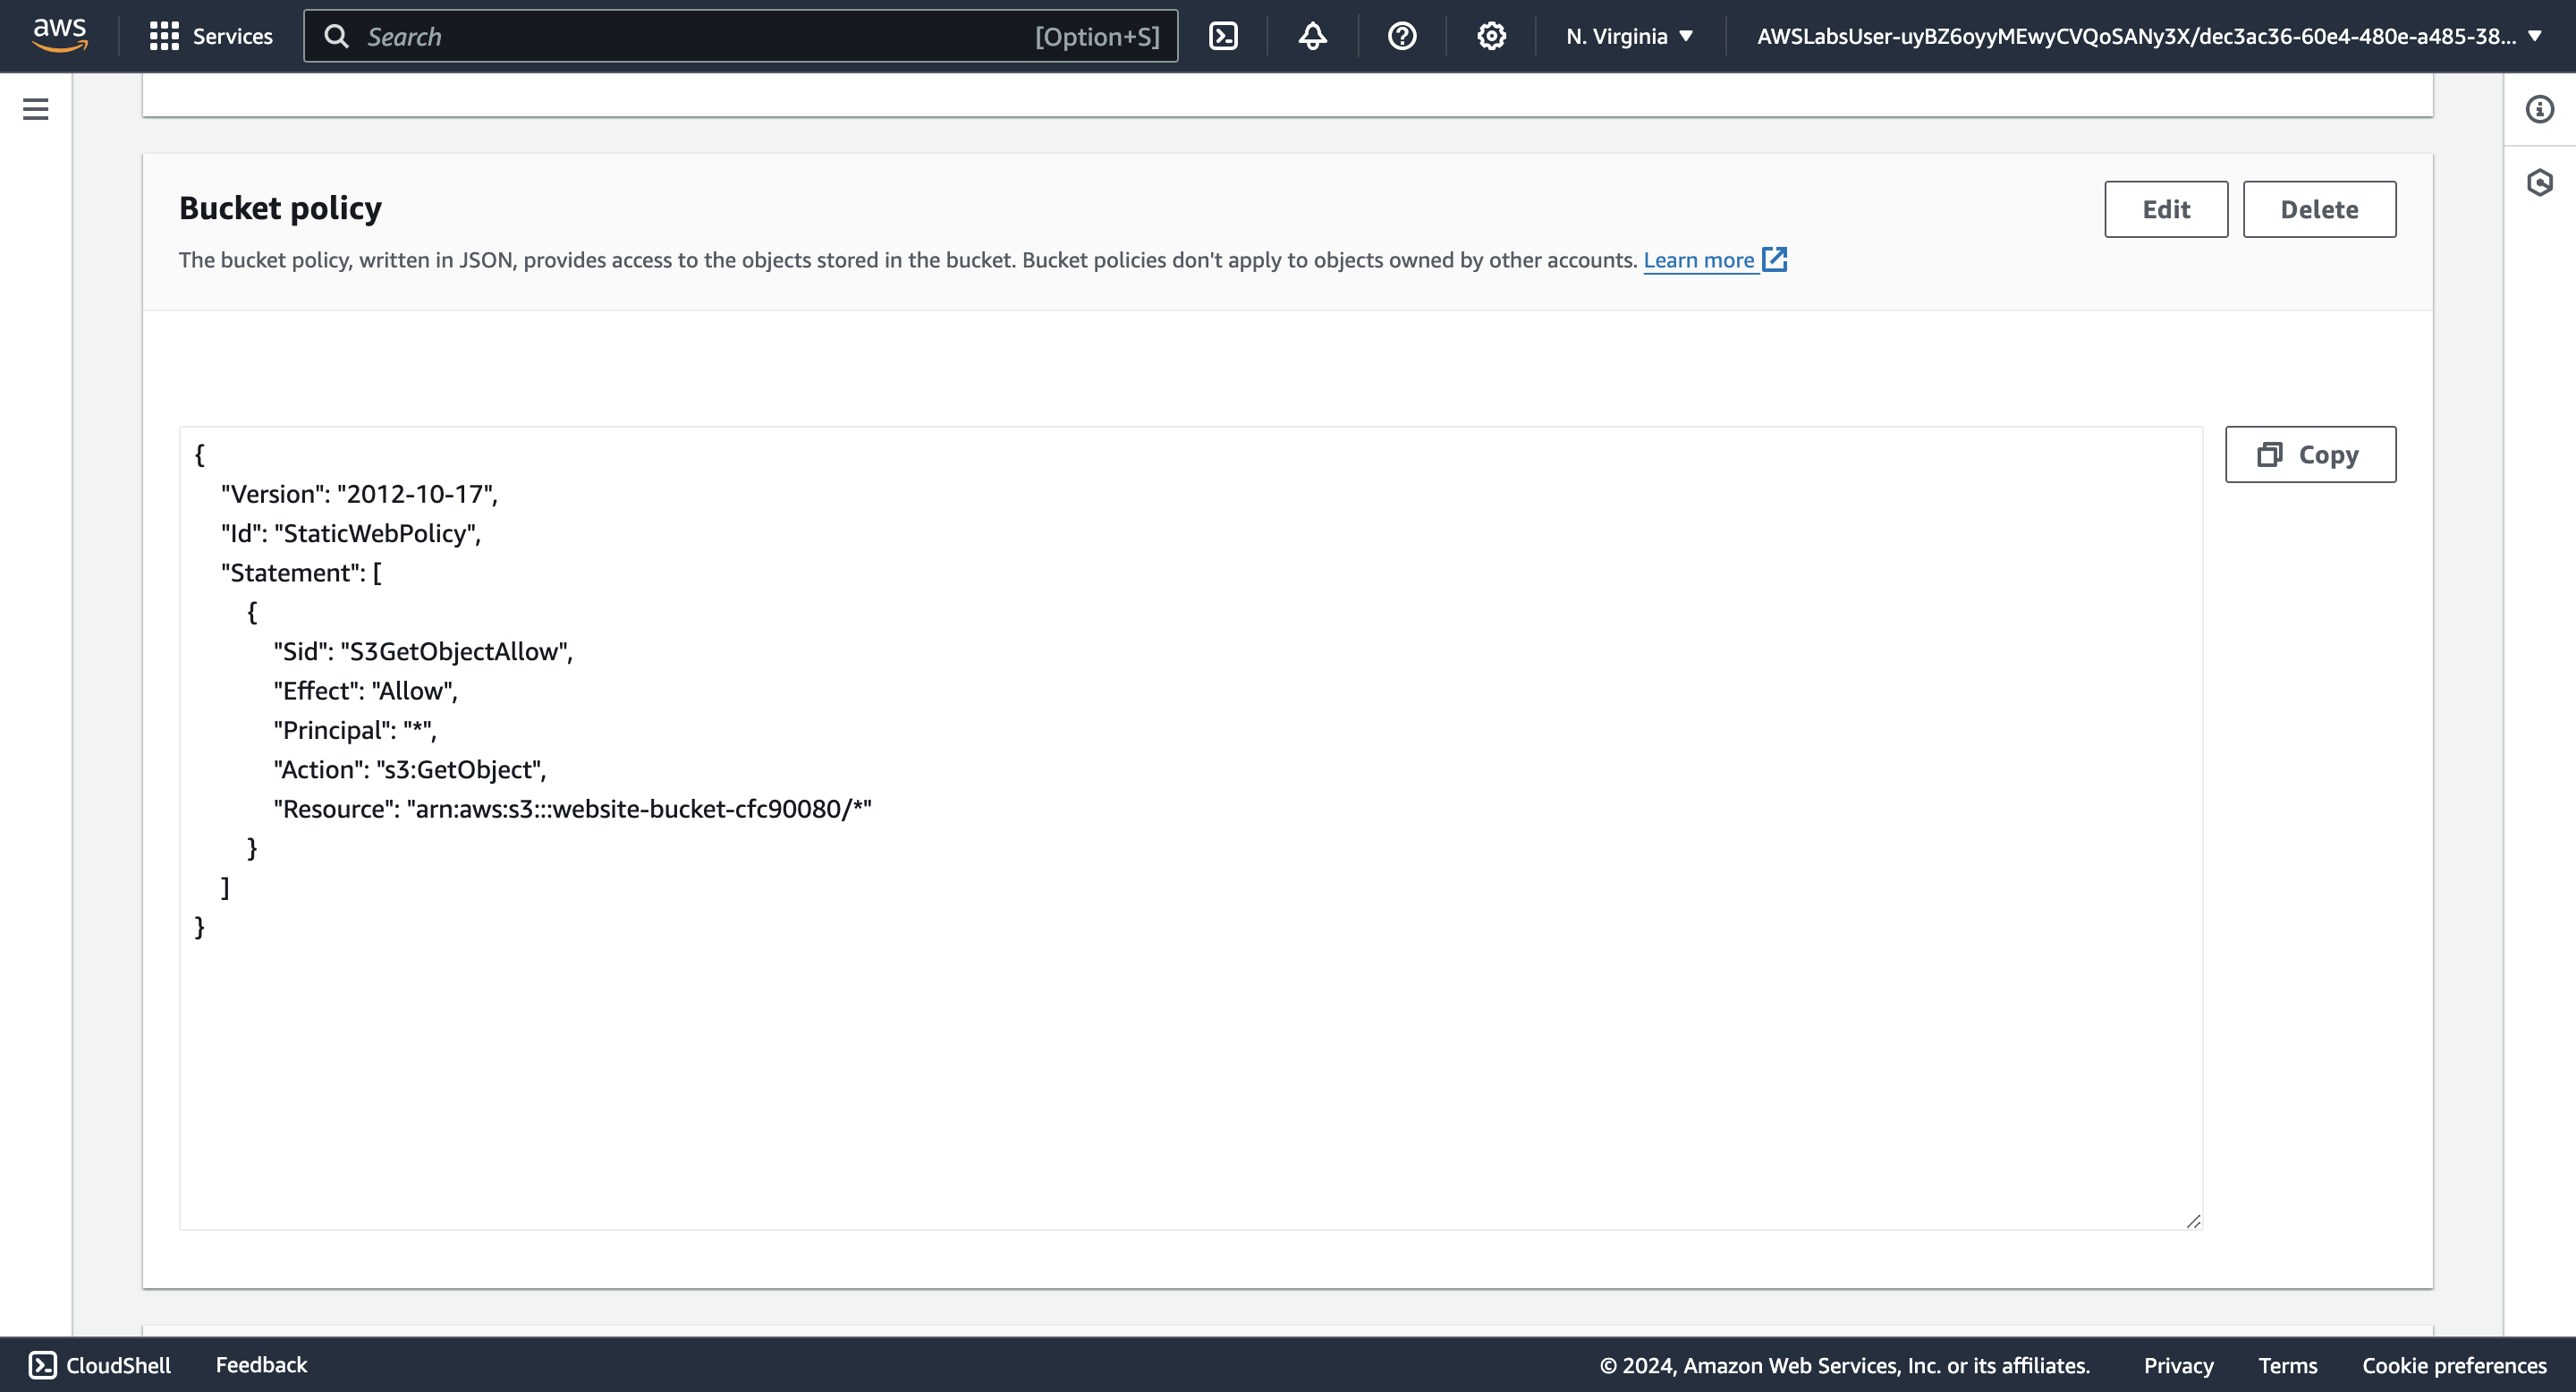 aws Services Search [Option+S] N. Virginia AWSLabsUser-uyBZ6oyyMEwyCVQoSANy3X/dec3ac36-60e4-480e-a485-38...
Bucket policy
Edit Delete
The bucket policy, written in JSON, provides access to the objects stored in the bucket. Bucket policies don't apply to objects owned by other accounts. Learn more
Copy
{
"Version": "2012-10-17",
"Id": "StaticWebPolicy",
"Statement": [
{
"Sid": "S3GetObjectAllow",
"Effect": "Allow",
"Principal": "*",
"Action": "s3:GetObject",
"Resource": "arn:aws:s3:::website-bucket-cfc90080/*"
}
]
}
CloudShell Feedback © 2024, Amazon Web Services, Inc. or its affiliates. Privacy Terms Cookie preferences